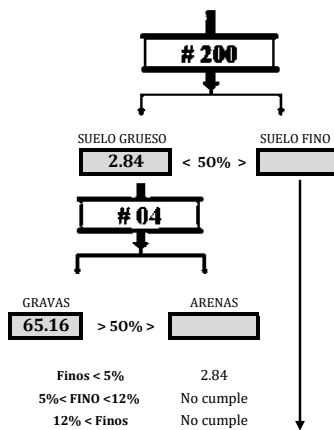 # 200
SUELO GRUESO SUELO FINO
2.84 < 50% >
# 04
GRAVAS ARENAS
65.16 > 50% >
Finos < 5% 2.84
5%< FINO <12% No cumple
12% < Finos No cumple